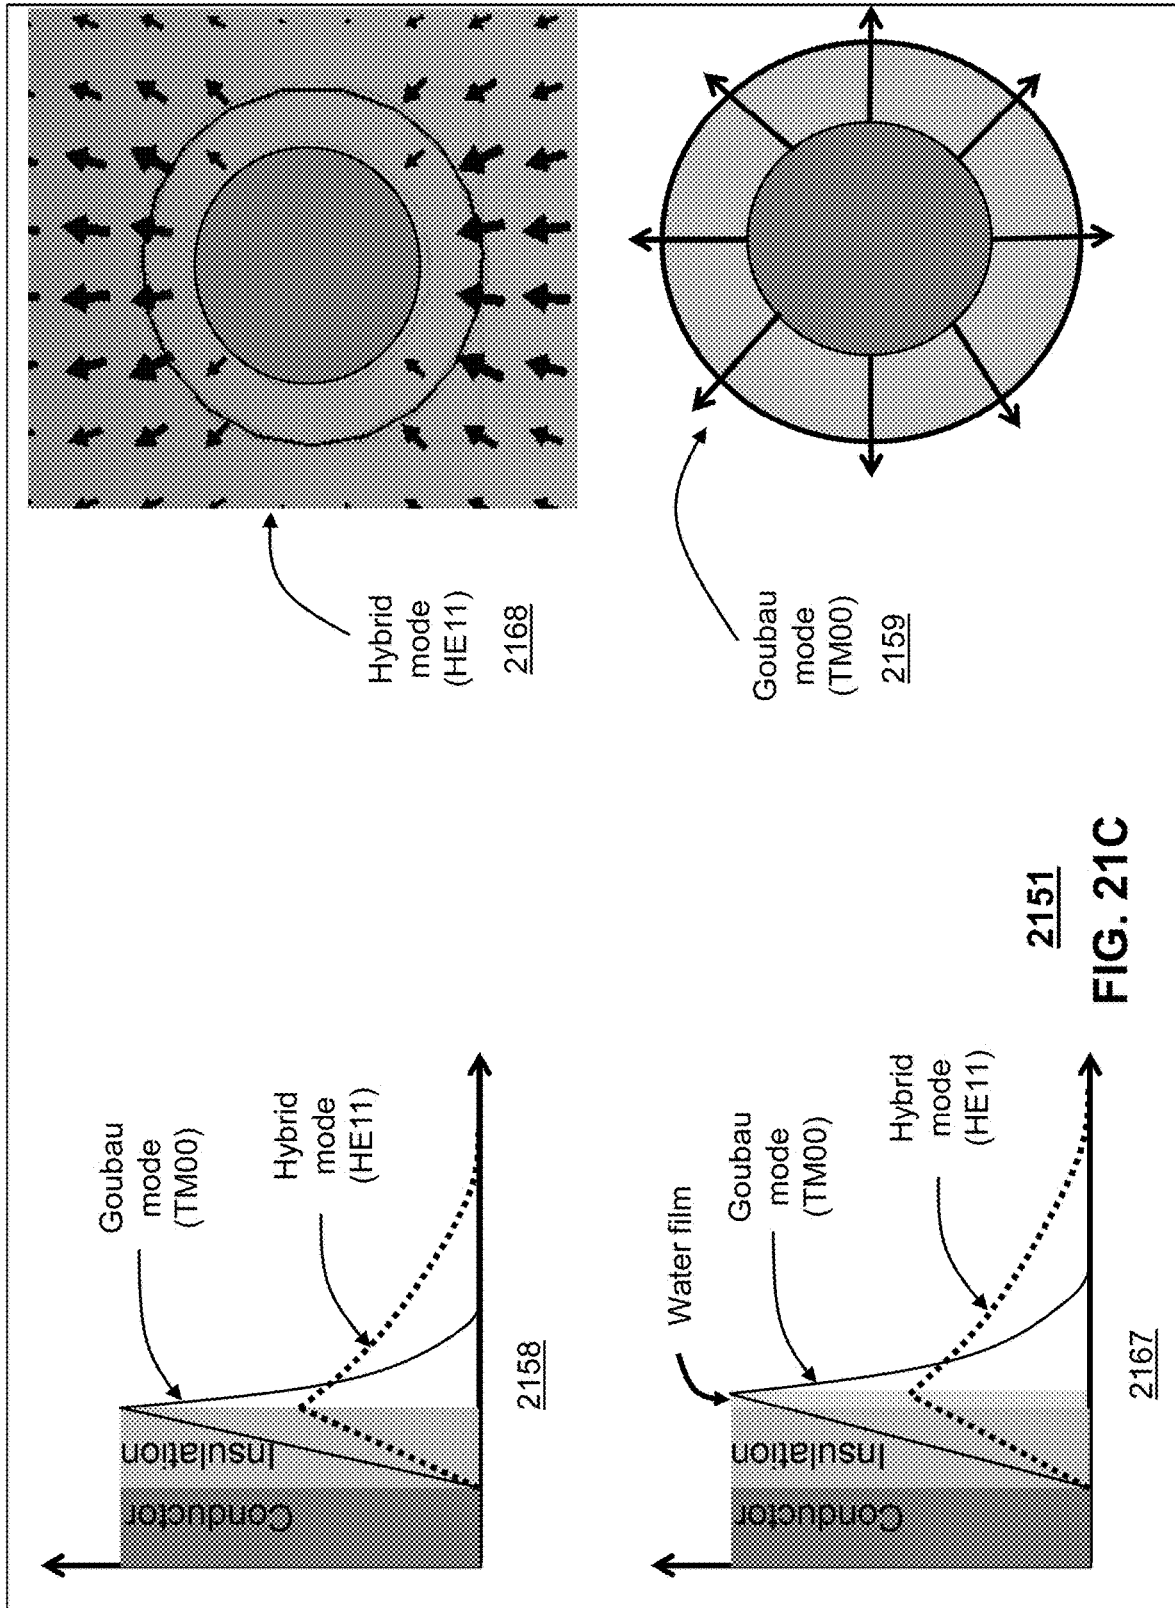 Goubau
mode
(TM00)
Hybrid
mode
(HE11)
Conductor
Insulation
2158
Hybrid
mode
(HE11)
2168
Water film
Goubau
mode
(TM00)
Hybrid
mode
(HE11)
Conductor
Insulation
2167
Goubau
mode
(TM00)
2159
2151
FIG. 21C